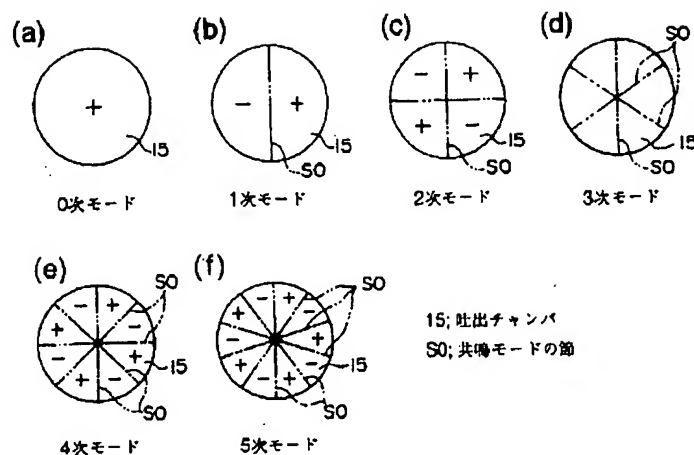 (a)
+
15
0次モード
(b)
− +
15
SO
1次モード
(c)
− +
+ −
15
SO
2次モード
(d)
SO
15
SO
3次モード
(e)
SO
− +
+ −
− +
+ −
15
SO
4次モード
(f)
SO
− +
+ −
− +
+ −
− +
15
SO
5次モード
15; 吐出チャンバ
SO; 共鳴モードの節